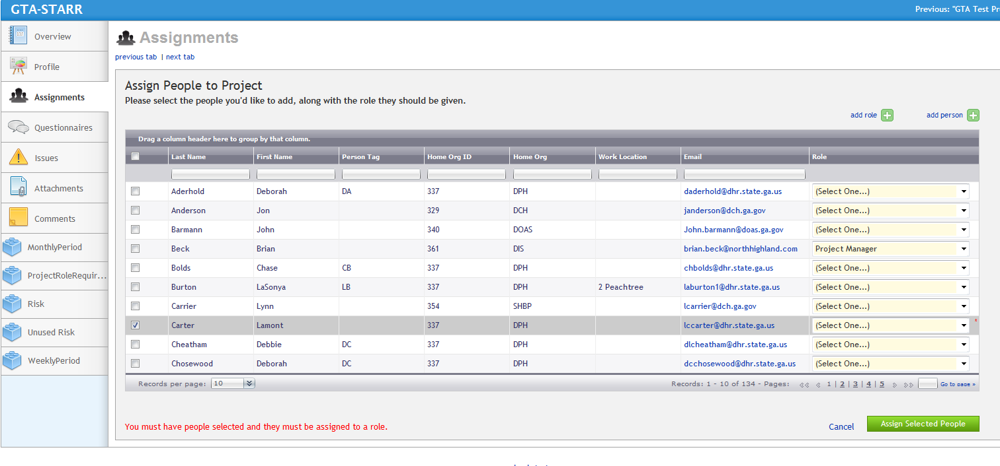 GTA-STARR
Previous: "GTA Test Pr
Overview
Profile
Assignments
Questionnaires
Issues
Attachments
Comments
MonthlyPeriod
ProjectRoleRequir...
Risk
Unused Risk
WeeklyPeriod
Assignments
previous tab | next tab
Assign People to Project
Please select the people you'd like to add, along with the role they should be given.
add role add person
Drag a column header here to group by that column.
Last Name First Name Person Tag Home Org ID Home Org Work Location Email Role
Aderhold Deborah DA 337 DPH daderhold@dhr.state.ga.us (Select One...)
Anderson Jon 329 DCH janderson@dch.ga.gov (Select One...)
Barmann John 340 DOAS John.barmann@doas.ga.gov (Select One...)
Beck Brian 361 DIS brian.beck@northhighland.com Project Manager
Bolds Chase CB 337 DPH chbolds@dhr.state.ga.us (Select One...)
Burton LaSonya LB 337 DPH 2 Peachtree laburton1@dhr.state.ga.us (Select One...)
Carrier Lynn 354 SHBP lcarrier@dch.ga.gov (Select One...)
Carter Lamont 337 DPH lccarter@dhr.state.ga.us (Select One...) *
Cheatham Debbie DC 337 DPH dlcheatham@dhr.state.ga.us (Select One...)
Chosewood Deborah DC 337 DPH dcchosewood@dhr.state.ga.us (Select One...)
Records per page: 10 Records: 1 - 10 of 134 - Pages: << < 1 | 2 | 3 | 4 | 5 > >> Go to page »
You must have people selected and they must be assigned to a role.
Cancel Assign Selected People